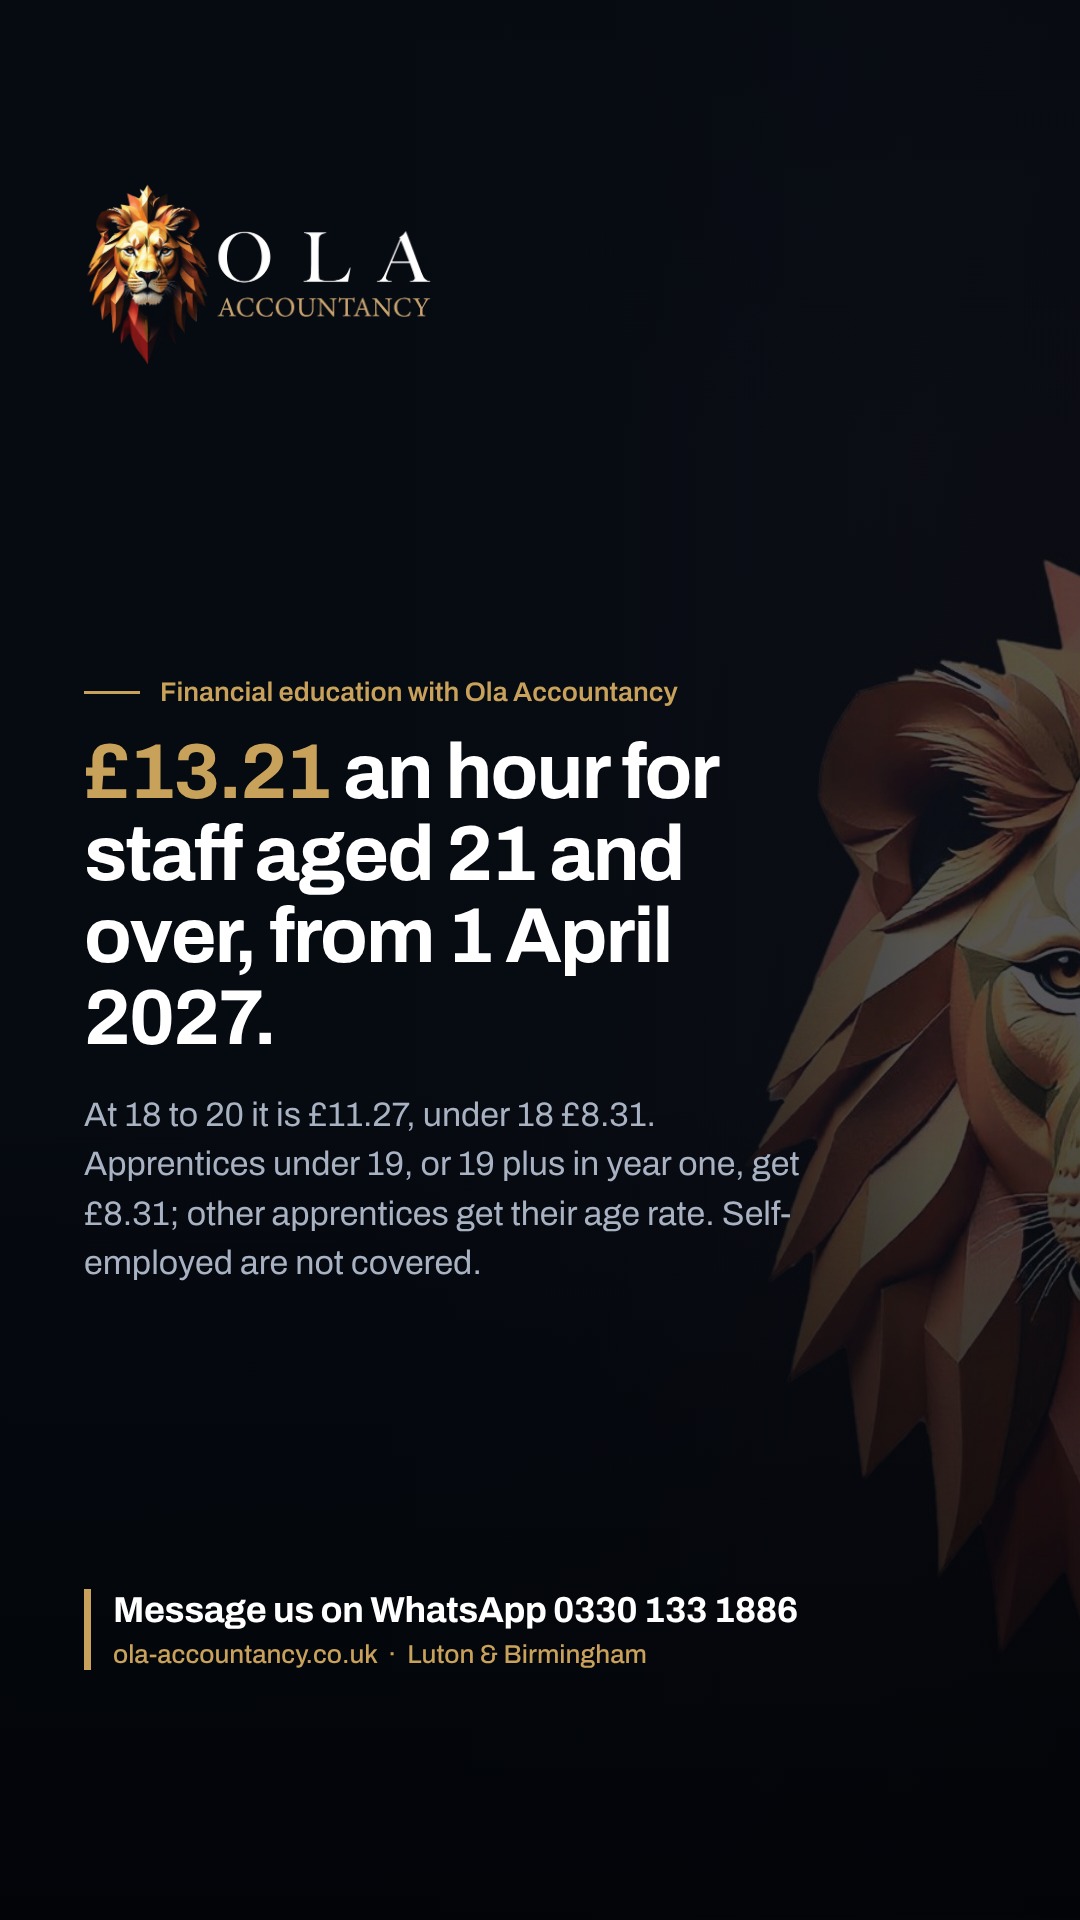 OLA
ACCOUNTANCY
Financial education with Ola Accountancy
£13.21 an hour for
staff aged 21 and
over, from 1 April
2027.
At 18 to 20 it is £11.27, under 18 £8.31.
Apprentices under 19, or 19 plus in year one, get
£8.31; other apprentices get their age rate. Self-
employed are not covered.
Message us on WhatsApp 0330 133 1886
ola-accountancy.co.uk · Luton & Birmingham